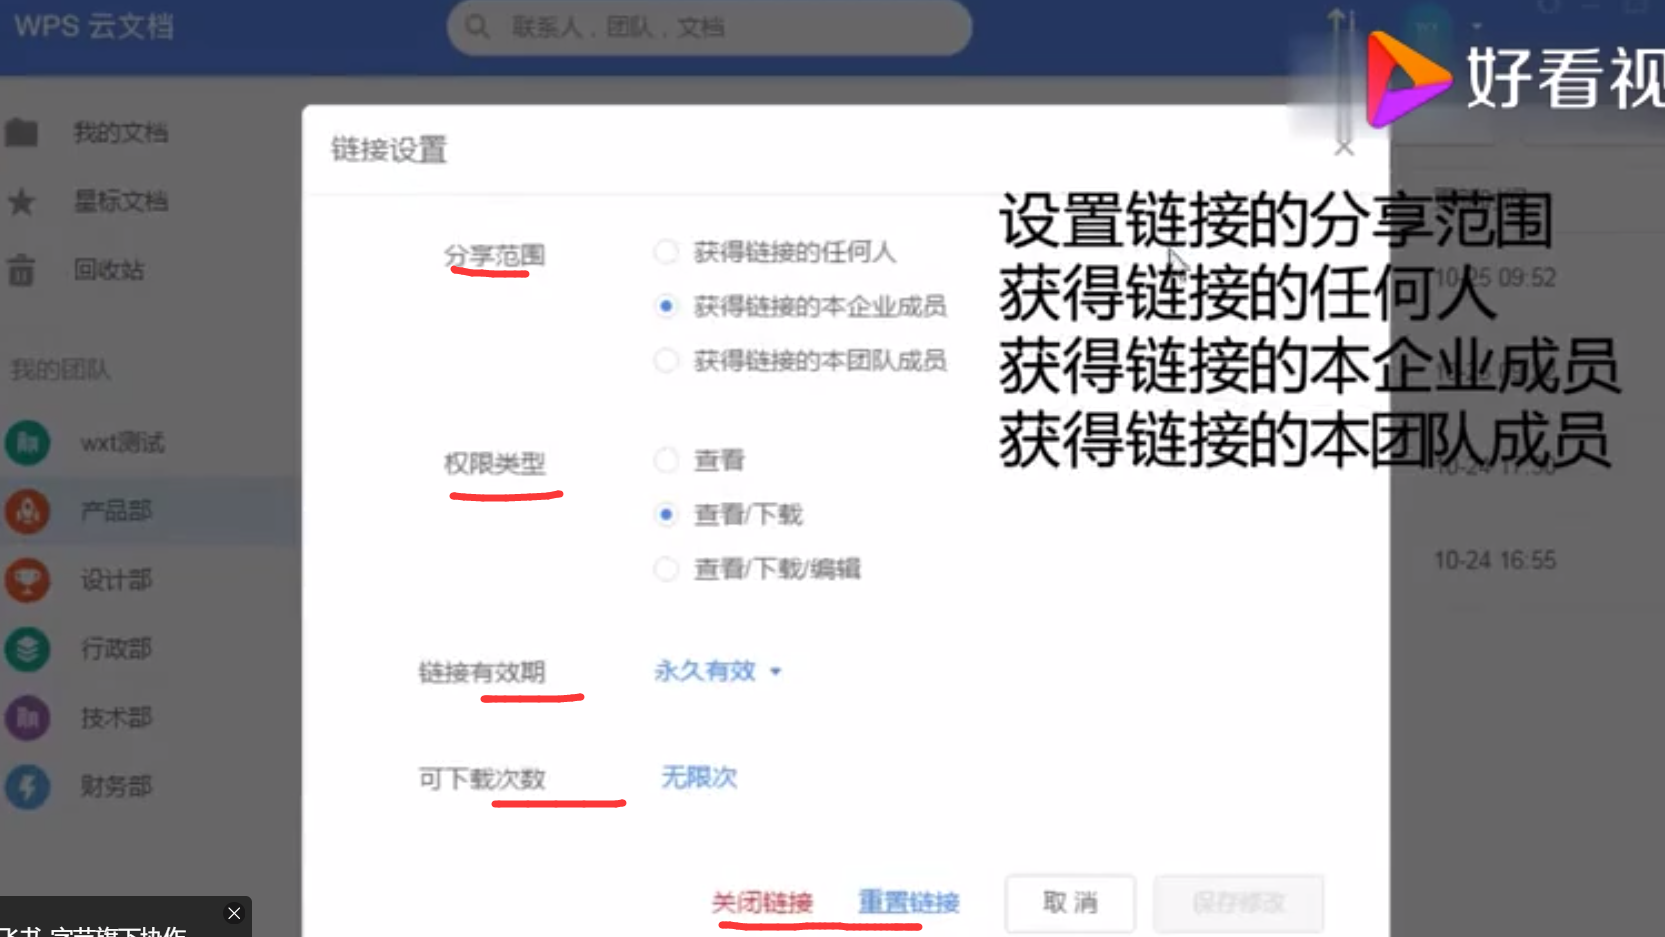 WPS 云文档
联系人，团队，文档
好看视
我的文档
星标文档
回收站
我的团队
wxt测试
产品部
设计部
行政部
技术部
财务部
链接设置
分享范围
获得链接的任何人
获得链接的本企业成员
获得链接的本团队成员
权限类型
查看
查看/下载
查看/下载/编辑
链接有效期
永久有效
可下载次数
无限次
关闭链接
重置链接
取消
保存修改
设置链接的分享范围
获得链接的任何人
获得链接的本企业成员
获得链接的本团队成员
10-25 09:52
10-24 17:50
10-24 16:55